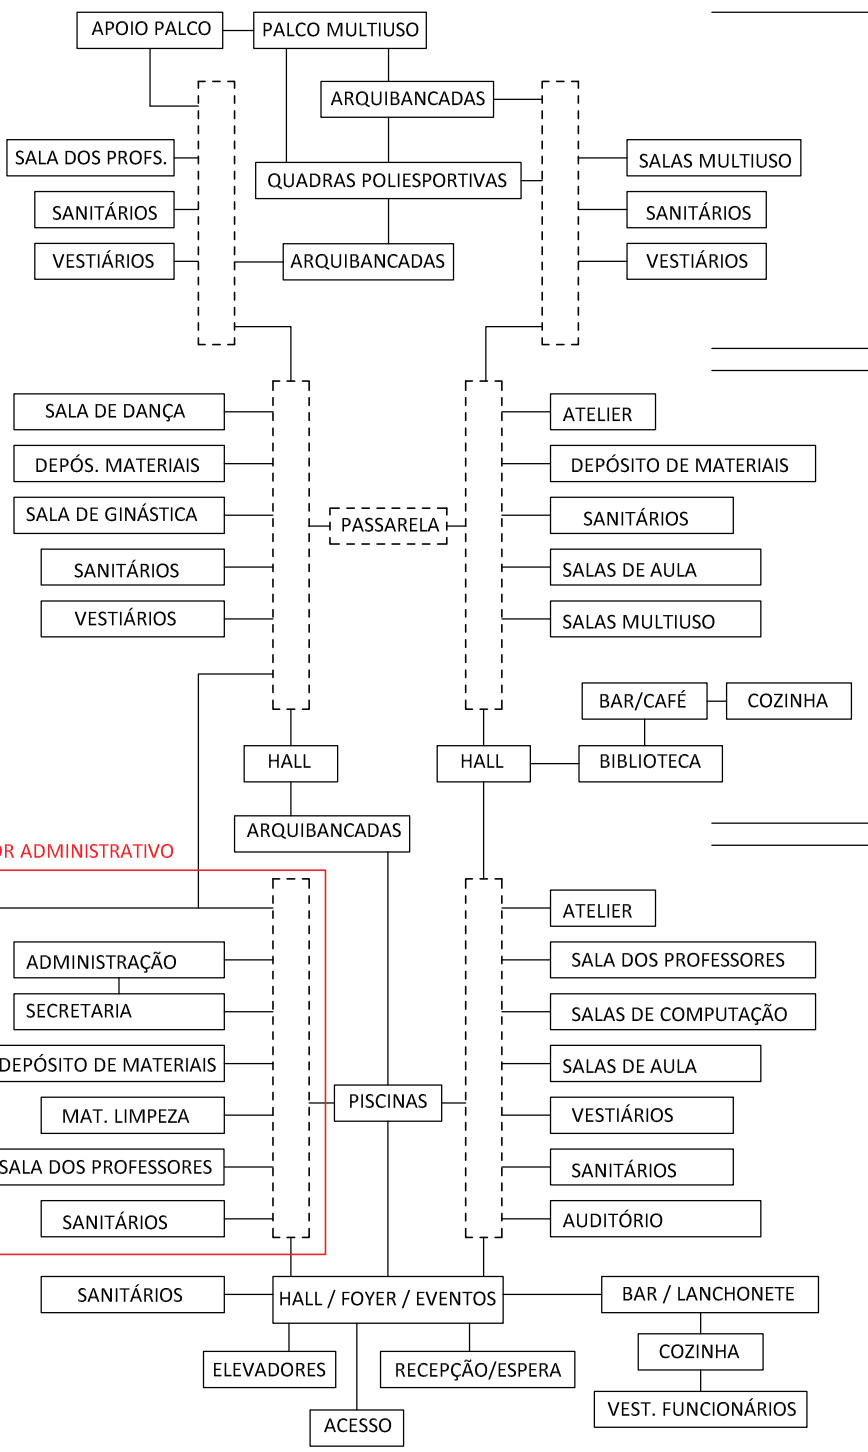 APOIO PALCO
PALCO MULTIUSO
ARQUIBANCADAS
SALA DOS PROFS.
SALAS MULTIUSO
QUADRAS POLIESPORTIVAS
SANITÁRIOS
SANITÁRIOS
VESTIÁRIOS
ARQUIBANCADAS
VESTIÁRIOS
SALA DE DANÇA
ATELIER
DEPÓS. MATERIAIS
DEPÓSITO DE MATERIAIS
SALA DE GINÁSTICA
PASSARELA
SANITÁRIOS
SANITÁRIOS
SALAS DE AULA
VESTIÁRIOS
SALAS MULTIUSO
BAR/CAFÉ
COZINHA
HALL
HALL
BIBLIOTECA
ARQUIBANCADAS
OR ADMINISTRATIVO
ATELIER
ADMINISTRAÇÃO
SALA DOS PROFESSORES
SECRETARIA
SALAS DE COMPUTAÇÃO
DEPÓSITO DE MATERIAIS
SALAS DE AULA
PISCINAS
MAT. LIMPEZA
VESTIÁRIOS
SALA DOS PROFESSORES
SANITÁRIOS
SANITÁRIOS
AUDITÓRIO
SANITÁRIOS
HALL / FOYER / EVENTOS
BAR / LANCHONETE
COZINHA
ELEVADORES
RECEPÇÃO/ESPERA
VEST. FUNCIONÁRIOS
ACESSO